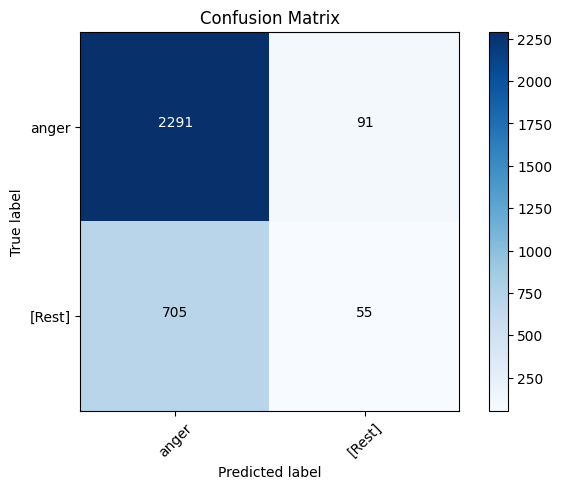 Confusion Matrix
True label
anger
[Rest]
2291
91
705
55
anger
[Rest]
Predicted label
2250
2000
1750
1500
1250
1000
750
500
250